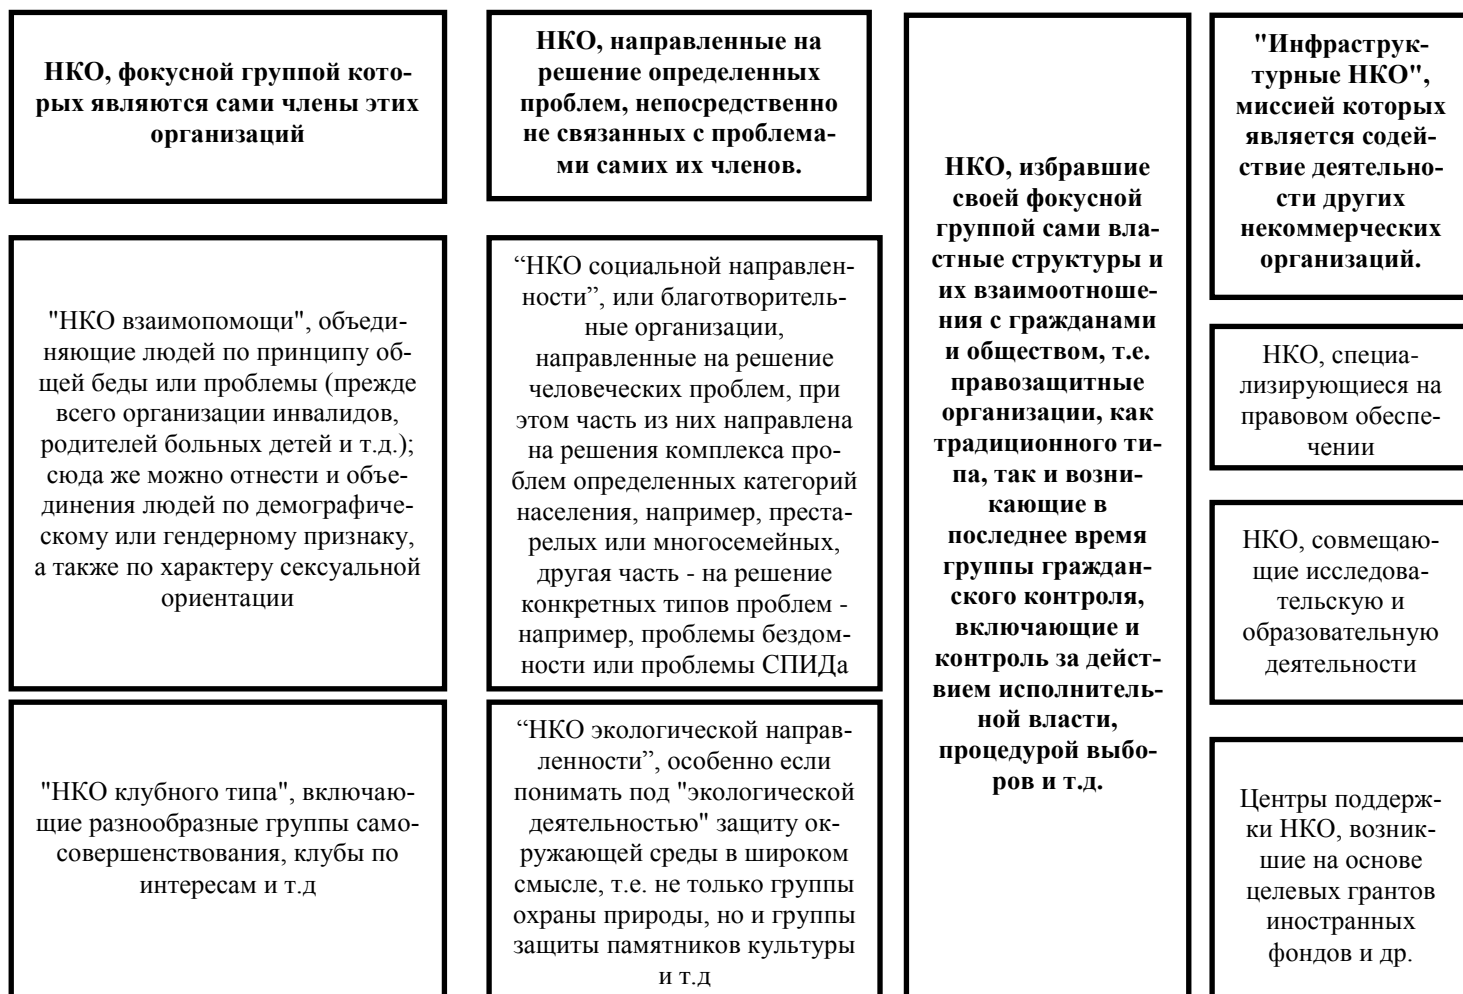 НКО, фокусной группой кото-
рых являются сами члены этих
организаций
"НКО взаимопомощи", объеди-
няющие людей по принципу об-
щей беды или проблемы (прежде
всего организации инвалидов,
родителей больных детей и т.д.);
сюда же можно отнести и объе-
динения людей по демографиче-
скому или гендерному признаку,
а также по характеру сексуальной
ориентации
"НКО клубного типа", включаю-
щие разнообразные группы само-
совершенствования, клубы по
интересам и т.д
НКО, направленные на
решение определенных
проблем, непосредственно
не связанных с проблема-
ми самих их членов.
“НКО социальной направлен-
ности”, или благотворитель-
ные организации,
направленные на решение
человеческих проблем, при
этом часть из них направлена
на решения комплекса про-
блем определенных категорий
населения, например, преста-
релых или многосемейных,
другая часть - на решение
конкретных типов проблем -
например, проблемы бездом-
ности или проблемы СПИДа
“НКО экологической направ-
ленности”, особенно если
понимать под "экологической
деятельностью" защиту ок-
ружающей среды в широком
смысле, т.е. не только группы
охраны природы, но и группы
защиты памятников культуры
и т.д
НКО, избравшие
своей фокусной
группой сами вла-
стные структуры и
их взаимоотноше-
ния с гражданами
и обществом, т.е.
правозащитные
организации, как
традиционного ти-
па, так и возни-
кающие в
последнее время
группы граждан-
ского контроля,
включающие и
контроль за дейст-
вием исполнитель-
ной власти,
процедурой выбо-
ров и т.д.
"Инфраструк-
турные НКО",
миссией которых
является содей-
ствие деятельно-
сти других
некоммерческих
организаций.
НКО, специа-
лизирующиеся на
правовом обеспе-
чении
НКО, совмещаю-
щие исследова-
тельскую и
образовательную
деятельности
Центры поддерж-
ки НКО, возник-
шие на основе
целевых грантов
иностранных
фондов и др.